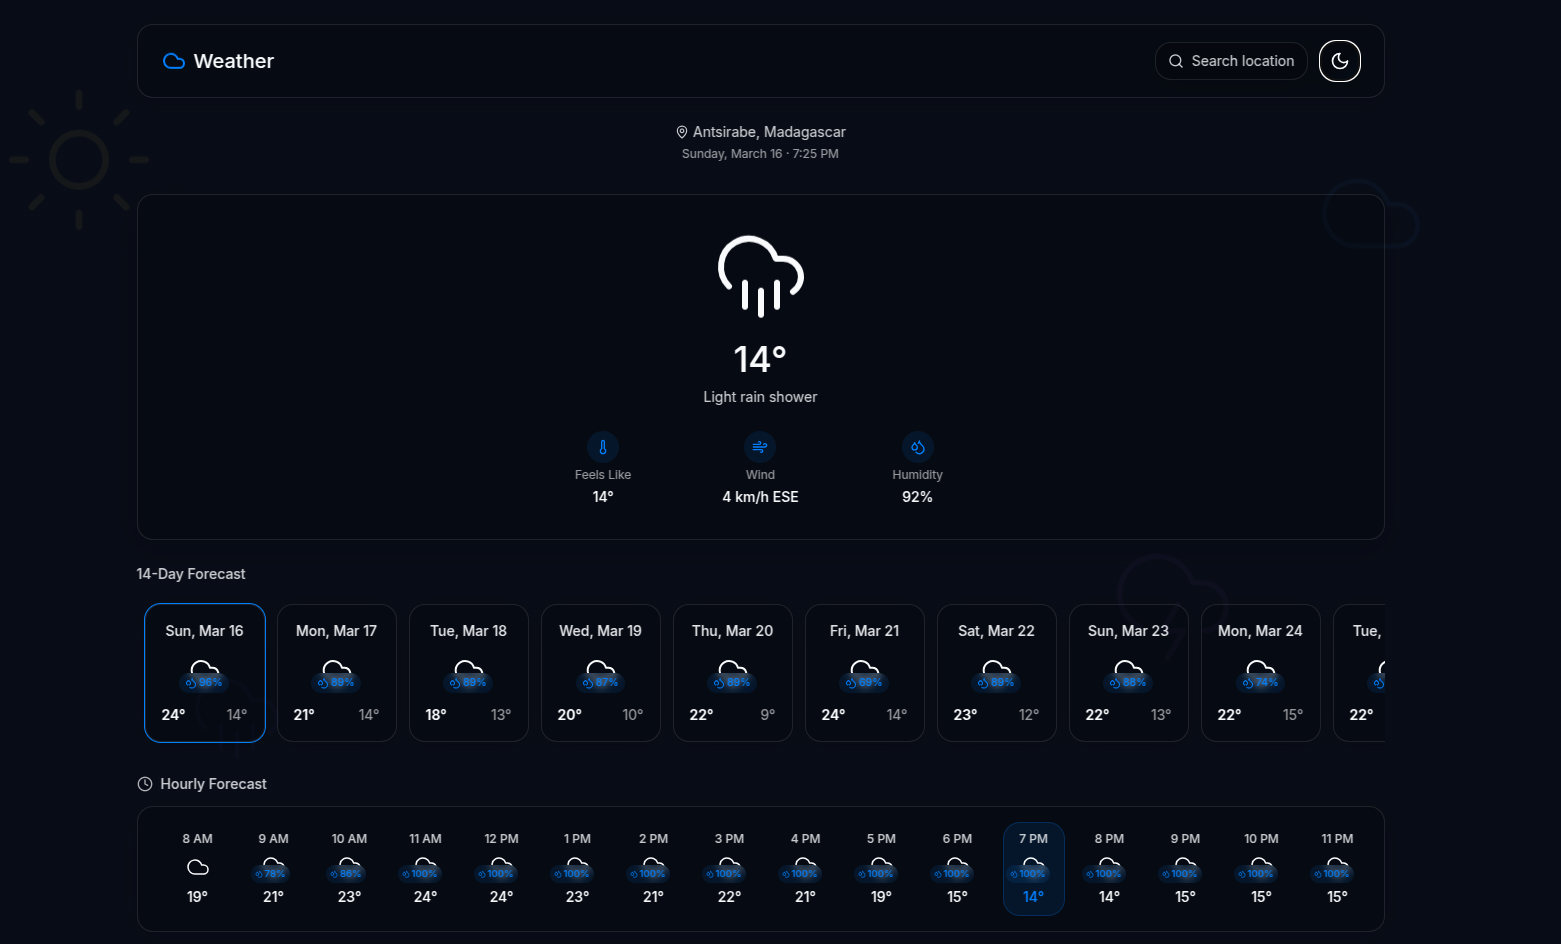 Weather
Search location
Antsirabe, Madagascar
Sunday, March 16 · 7:25 PM
14°
Light rain shower
Feels Like Wind Humidity
14° 4 km/h ESE 92%
14-Day Forecast
Sun, Mar 16 Mon, Mar 17 Tue, Mar 18 Wed, Mar 19 Thu, Mar 20 Fri, Mar 21 Sat, Mar 22 Sun, Mar 23 Mon, Mar 24 Tue,
96% 89% 89% 87% 89% 69% 89% 86% 74%
24° 14° 21° 14° 18° 13° 20° 10° 22° 9° 24° 14° 23° 12° 22° 13° 22° 15° 22°
Hourly Forecast
8 AM 9 AM 10 AM 11 AM 12 PM 1 PM 2 PM 3 PM 4 PM 5 PM 6 PM 7 PM 8 PM 9 PM 10 PM 11 PM
78% 86% 100% 100% 100% 100% 100% 100% 100% 100% 100% 100% 100% 100% 100%
19° 21° 23° 24° 24° 23° 21° 22° 21° 19° 15° 14° 14° 15° 15° 15°